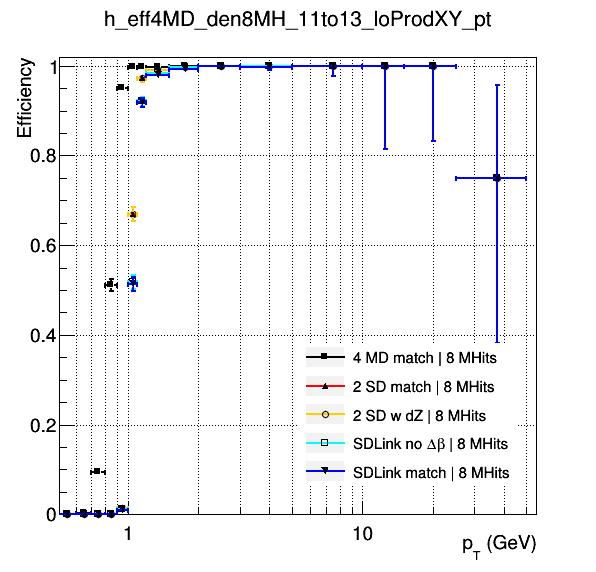 h_eff4MD_den8MH_11to13_loProdXY_pt
Efficiency
1
0.8
0.6
0.4
0.2
0
4 MD match | 8 MHits
2 SD match | 8 MHits
2 SD w dZ | 8 MHits
SDLink no Δβ | 8 MHits
SDLink match | 8 MHits
1
10
p_T (GeV)